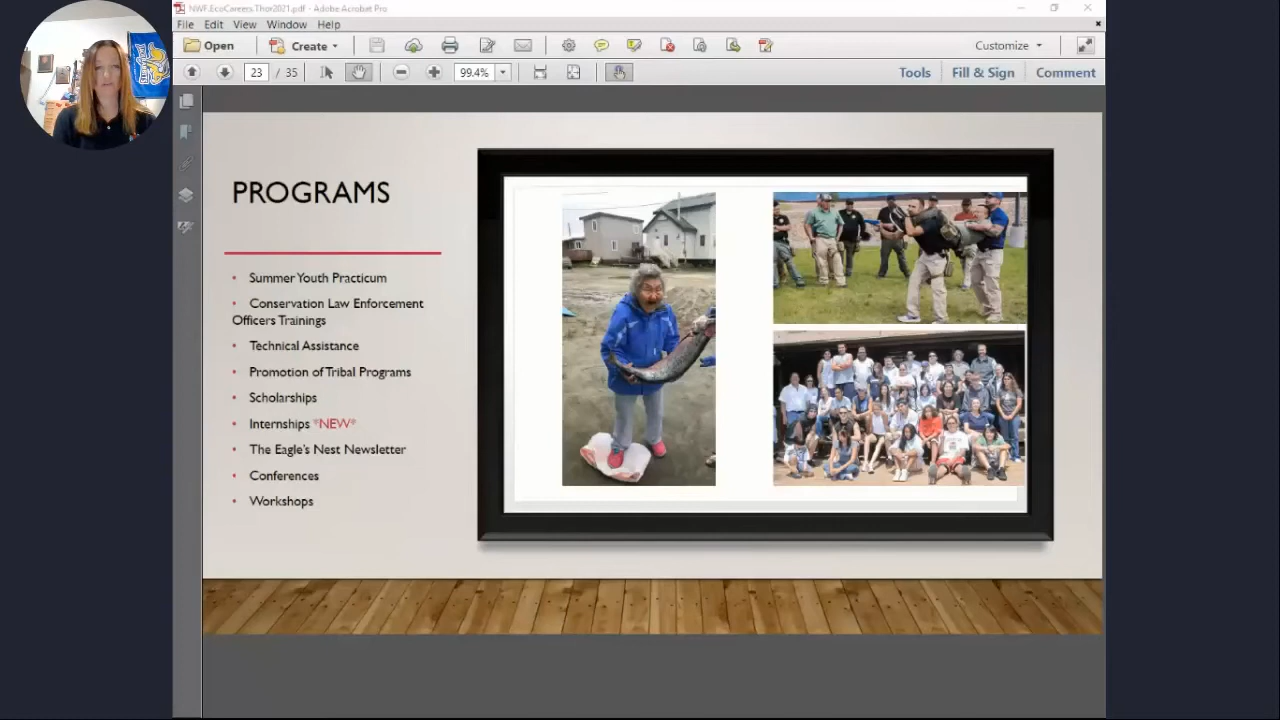 NWF.EcoCareers.Thor2021.pdf - Adobe Acrobat Pro
File Edit View Window Help
Open Create Customize
23 / 35 99.4% Tools Fill & Sign Comment
PROGRAMS
• Summer Youth Practicum
• Conservation Law Enforcement
Officers Trainings
• Technical Assistance
• Promotion of Tribal Programs
• Scholarships
• Internships *NEW*
• The Eagle's Nest Newsletter
• Conferences
• Workshops